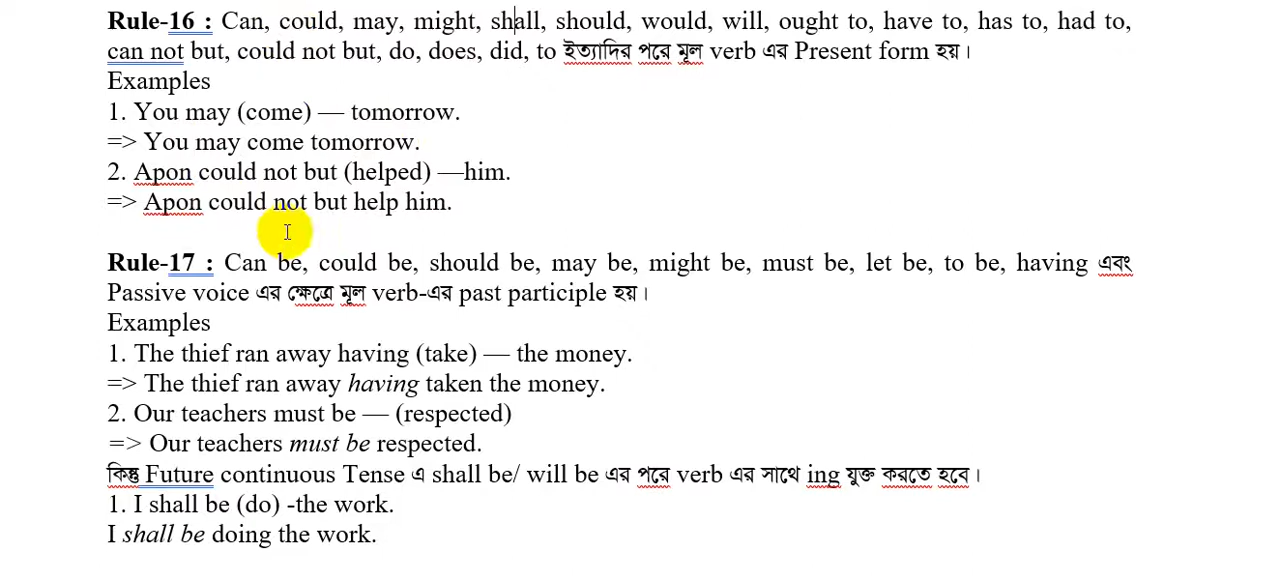 Rule-16 : Can, could, may, might, shall, should, would, will, ought to, have to, has to, had to,
can not but, could not but, do, does, did, to ইত্যাদির পরে মূল verb এর Present form হয়।
Examples
1. You may (come) — tomorrow.
=> You may come tomorrow.
2. Apon could not but (helped) —him.
=> Apon could not but help him.
Rule-17 : Can be, could be, should be, may be, might be, must be, let be, to be, having এবং
Passive voice এর ক্ষেত্রে মূল verb-এর past participle হয়।
Examples
1. The thief ran away having (take) — the money.
=> The thief ran away having taken the money.
2. Our teachers must be — (respected)
=> Our teachers must be respected.
কিন্তু Future continuous Tense এ shall be/ will be এর পরে verb এর সাথে ing যুক্ত করতে হবে।
1. I shall be (do) -the work.
I shall be doing the work.